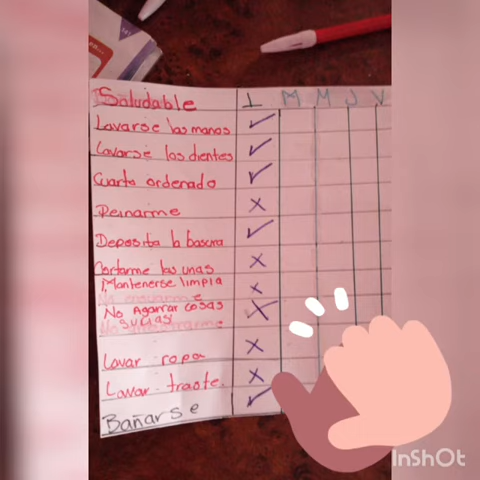 Saludable L M M J V
Lavarse las manos ✓
Lavarse los dientes ✓
Cuarto ordenado ✓
Peinarme X
Deposita la basura ✓
Cortarme las unas X
Mantenerse limpia X
No Agarrar cosas X
SUCIAS
Lavar ropa X
Lavar traste. X
Bañarse ✓
InShOt